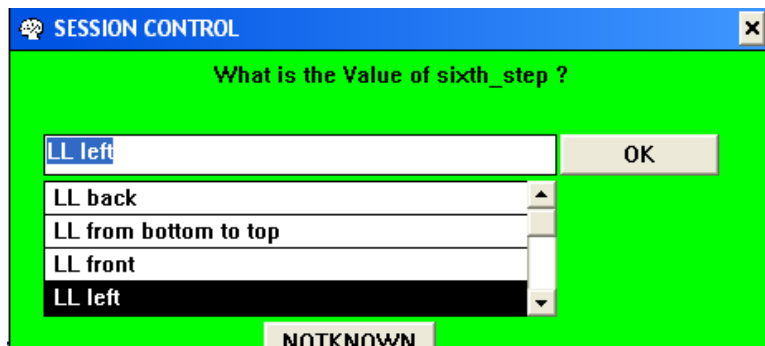 SESSION CONTROL
What is the Value of sixth_step ?
LL left
OK
LL back
LL from bottom to top
LL front
LL left
NOTKNOWN